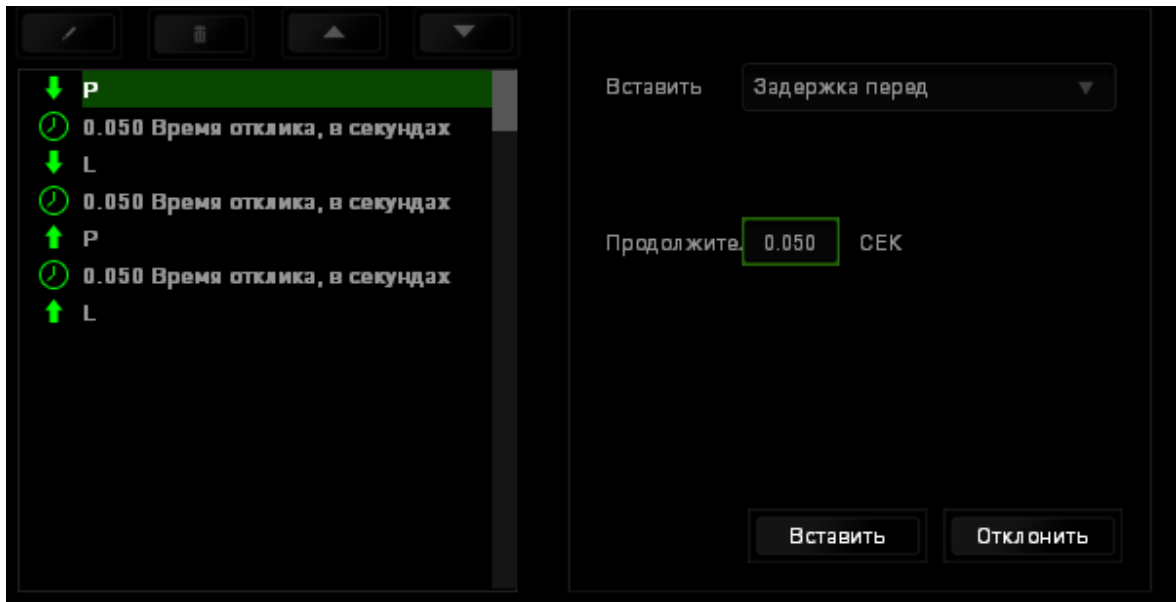 P
0.050 Время отклика, в секундах
L
0.050 Время отклика, в секундах
P
0.050 Время отклика, в секундах
L
Вставить Задержка перед
Продолжител 0.050 СЕК
Вставить Отклонить